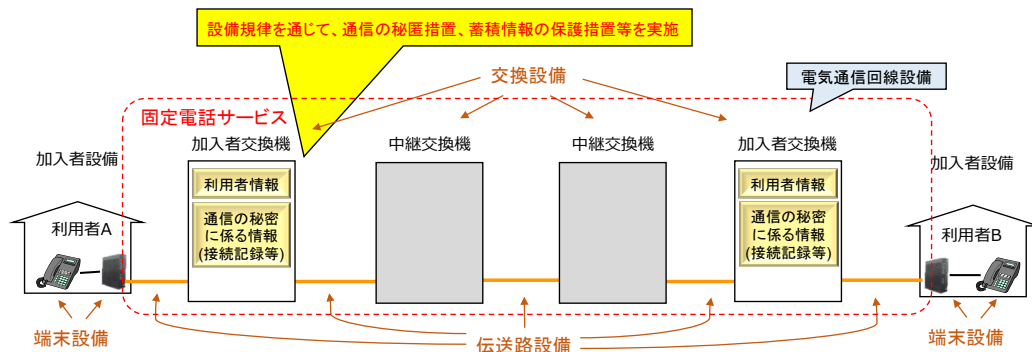 設備規律を通じて、通信の秘匿措置、蓄積情報の保護措置等を実施
交換設備
電気通信回線設備
固定電話サービス
加入者設備
加入者交換機
中継交換機
中継交換機
加入者交換機
加入者設備
利用者情報
通信の秘密
に係る情報
(接続記録等)
利用者情報
通信の秘密
に係る情報
(接続記録等)
利用者A
利用者B
端末設備
伝送路設備
端末設備